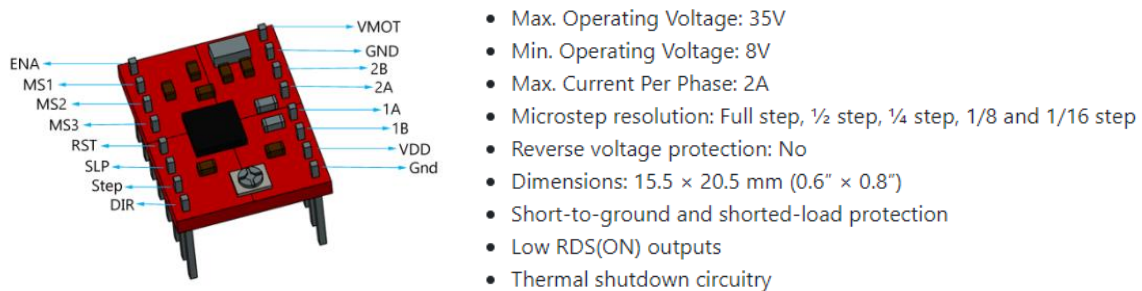 VMOT
GND
2B
2A
1A
1B
VDD
Gnd
ENA
MS1
MS2
MS3
RST
SLP
Step
DIR
• Max. Operating Voltage: 35V
• Min. Operating Voltage: 8V
• Max. Current Per Phase: 2A
• Microstep resolution: Full step, ½ step, ¼ step, 1/8 and 1/16 step
• Reverse voltage protection: No
• Dimensions: 15.5 × 20.5 mm (0.6″ × 0.8″)
• Short-to-ground and shorted-load protection
• Low RDS(ON) outputs
• Thermal shutdown circuitry